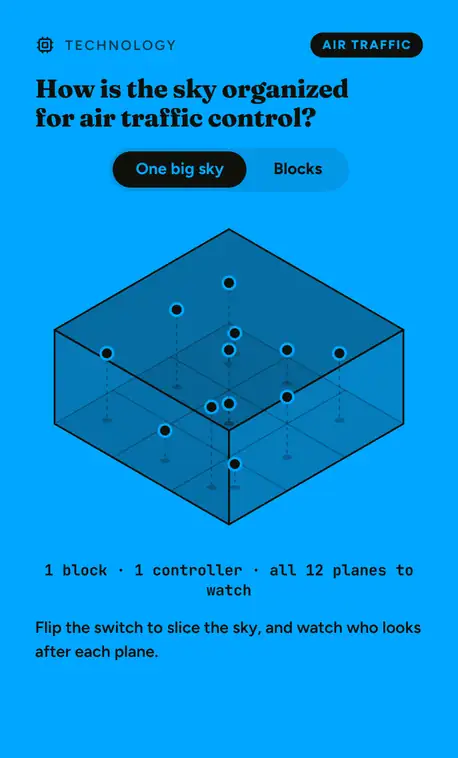 TECHNOLOGY
AIR TRAFFIC
How is the sky organized
for air traffic control?
One big sky
Blocks
1 block · 1 controller · all 12 planes to
watch
Flip the switch to slice the sky, and watch who looks
after each plane.